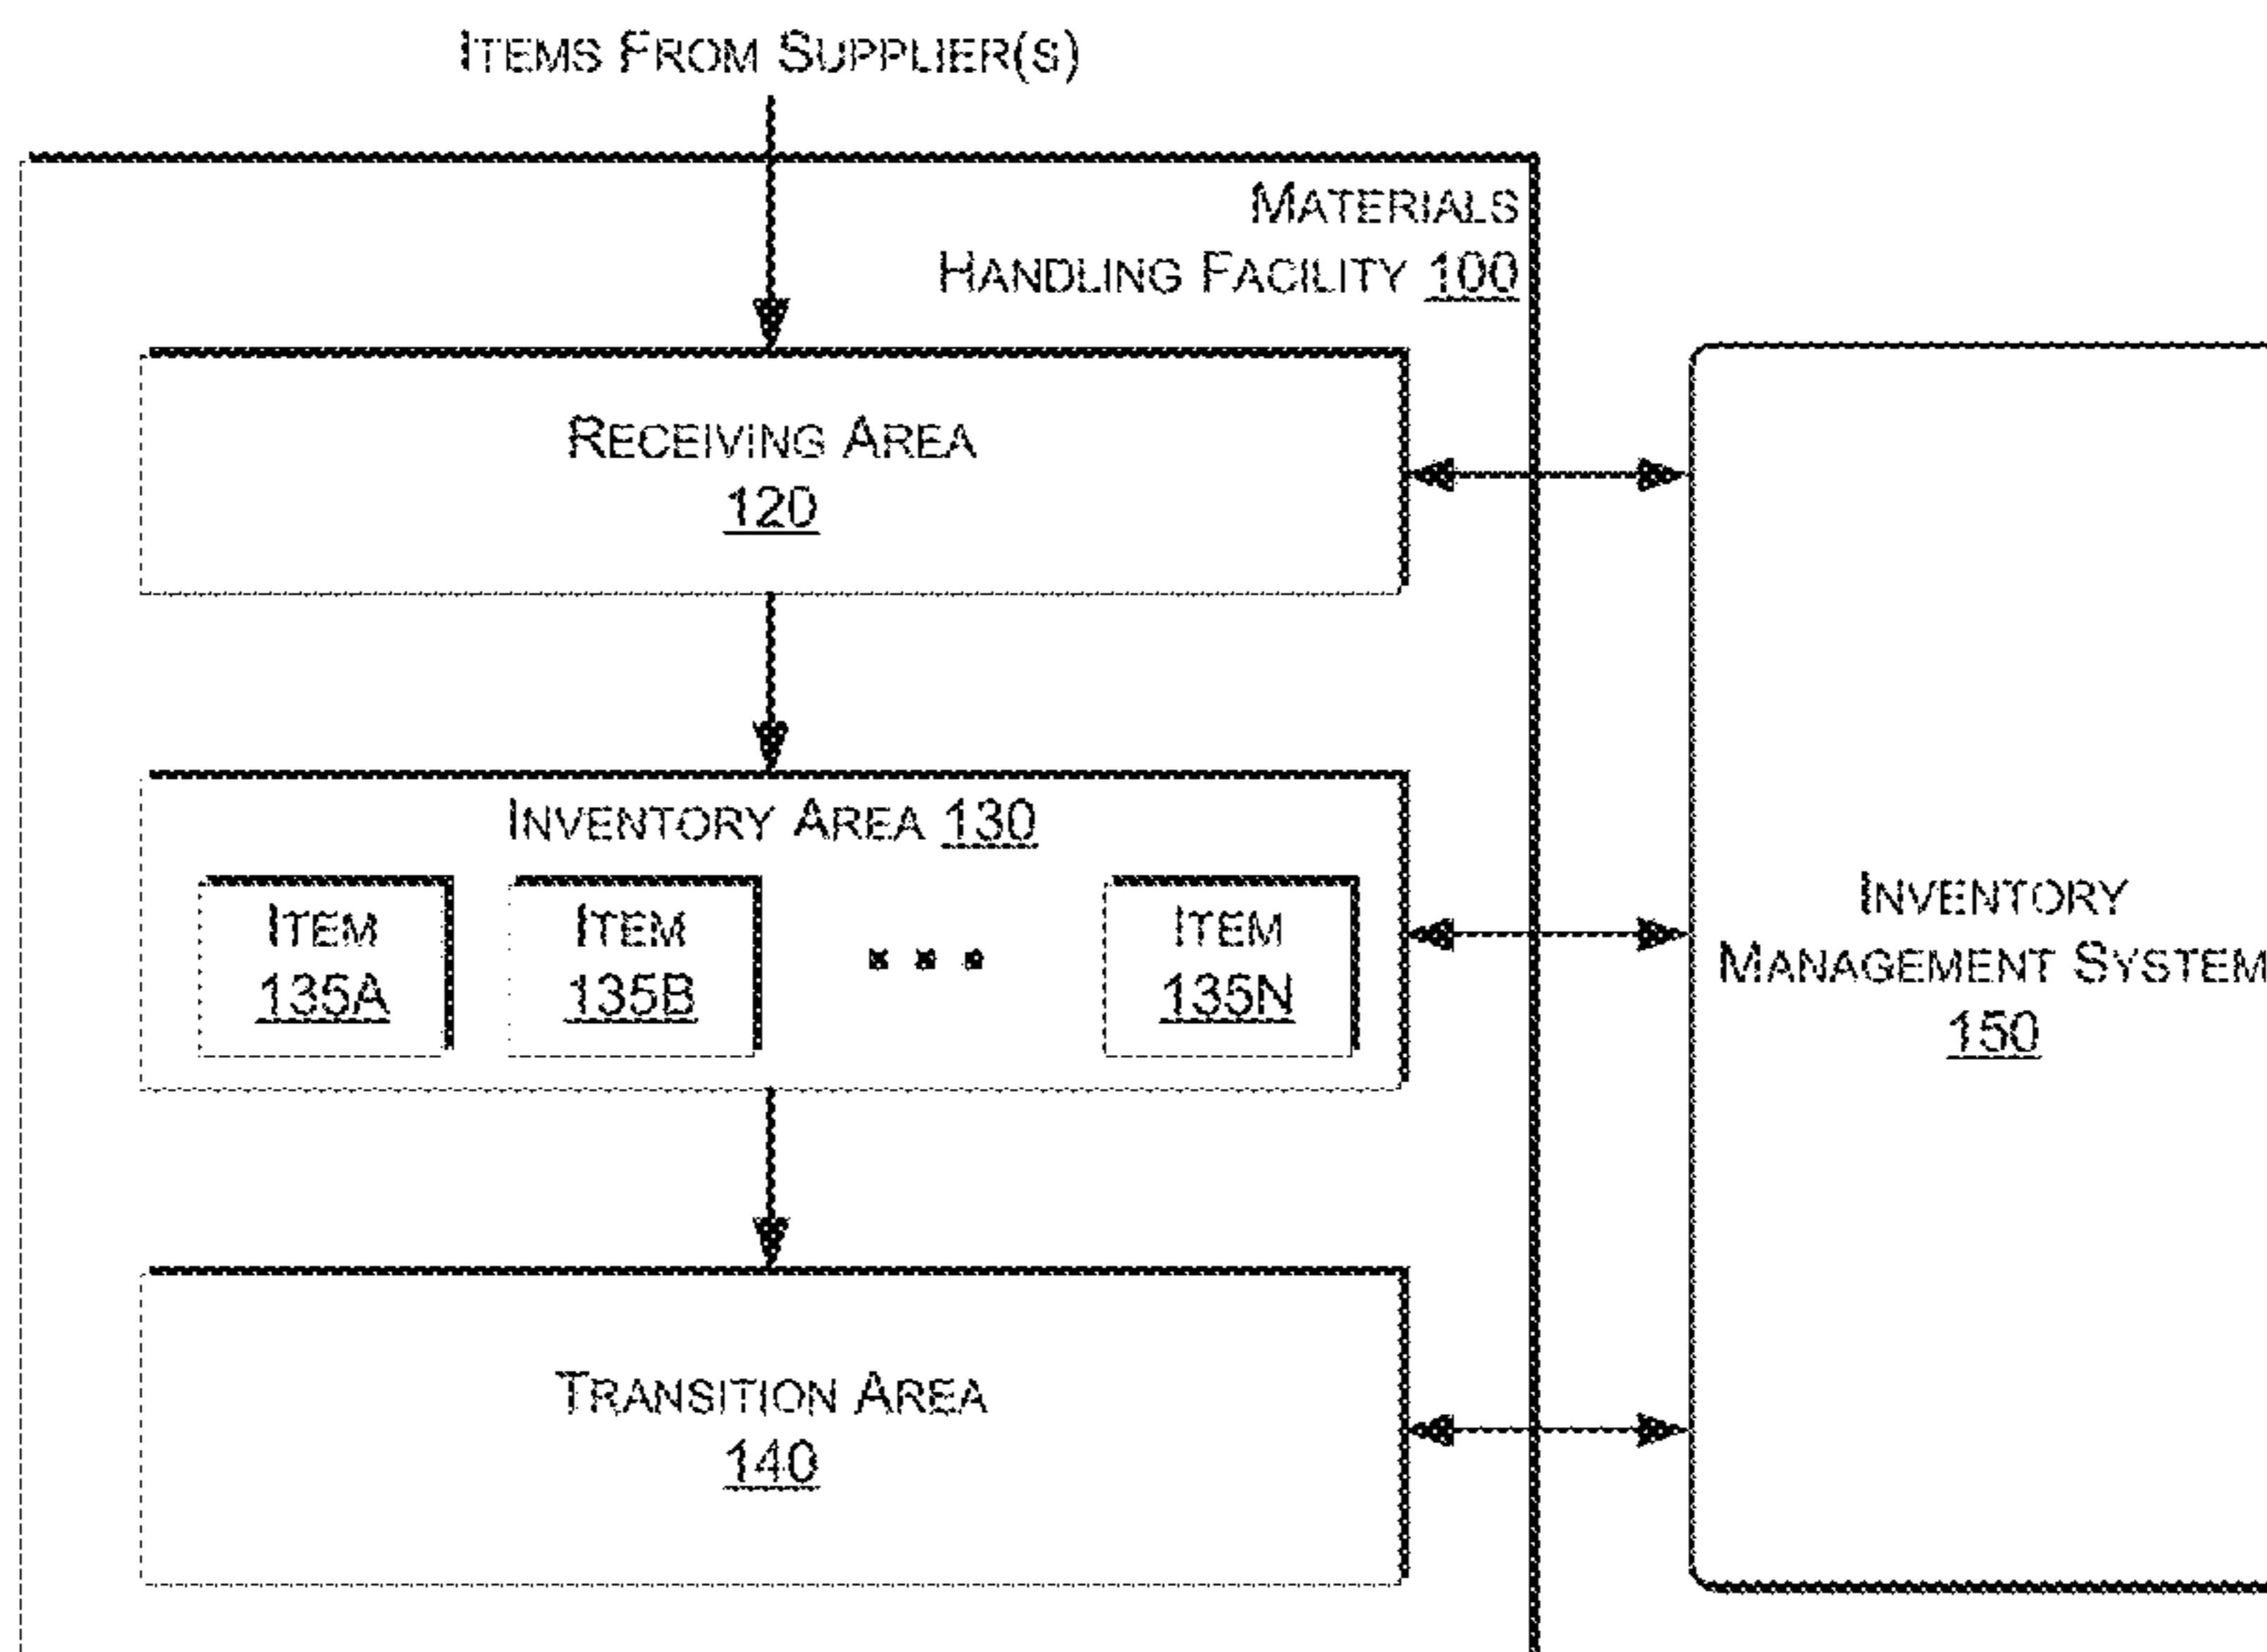 ITEMS FROM SUPPLIER(S)
MATERIALS
HANDLING FACILITY 100
RECEIVING AREA
120
INVENTORY AREA 130
ITEM
135A
ITEM
135B
• • •
ITEM
135N
INVENTORY
MANAGEMENT SYSTEM
150
TRANSITION AREA
140